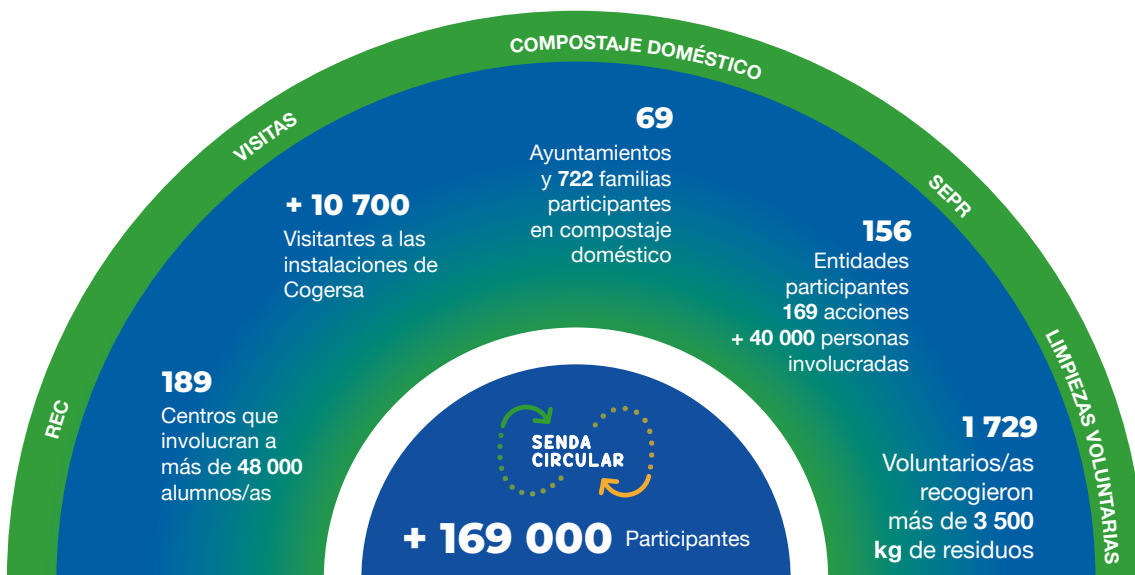 COMPOSTAJE DOMÉSTICO
VISITAS
SEPR
REC
LIMPIEZAS VOLUNTARIAS
189
Centros que
involucran a
más de 48 000
alumnos/as
+ 10 700
Visitantes a las
instalaciones de
Cogersa
69
Ayuntamientos
y 722 familias
participantes
en compostaje
doméstico
156
Entidades
participantes
169 acciones
+ 40 000 personas
involucradas
1 729
Voluntarios/as
recogieron
más de 3 500
kg de residuos
SENDA
CIRCULAR
+ 169 000 Participantes